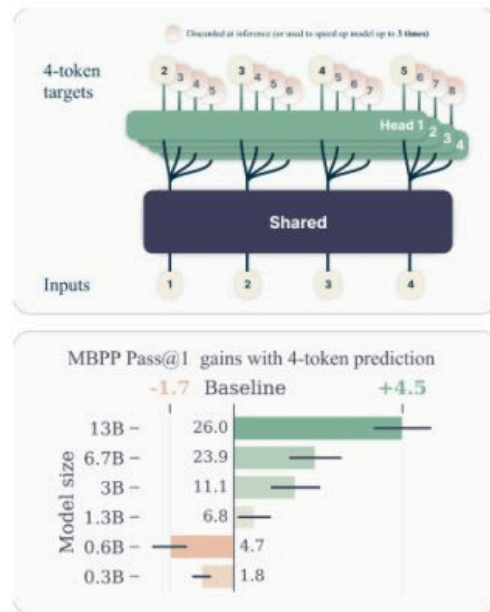 Discarded at inference (or used to speed up model up to 3 times)
4-token targets
2 3 4 5 3 4 5 6 4 5 6 7 5 6 7 8
Head 1 2 3 4
Shared
Inputs 1 2 3 4
MBPP Pass@1 gains with 4-token prediction
-1.7 Baseline +4.5
Model size
13B 26.0
6.7B 23.9
3B 11.1
1.3B 6.8
0.6B 4.7
0.3B 1.8